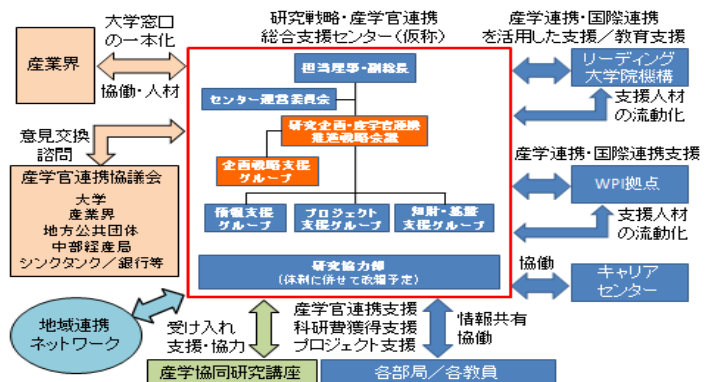 研究戦略・産学官連携
総合支援センター（仮称）
大学窓口
の一本化
産業界
協働・人材
担当理事・副総長
センター運営委員会
研究企画・産学官連携
推進戦略会議
企画戦略支援
グループ
情報支援
グループ
プロジェクト
支援グループ
知財・基盤
支援グループ
研究協力部
（体制に併せて改編予定）
意見交換
諮問
産学官連携協議会
大学
産業界
地方公共団体
中部経産局
シンクタンク／銀行等
地域連携
ネットワーク
産学連携・国際連携
を活用した支援／教育支援
リーディング
大学院機構
支援人材
の流動化
産学連携・国際連携支援
WPI拠点
支援人材
の流動化
協働
キャリア
センター
受け入れ
支援・協力
産学協同研究講座
産学官連携支援
科研費獲得支援
プロジェクト支援
情報共有
協働
各部局／各教員